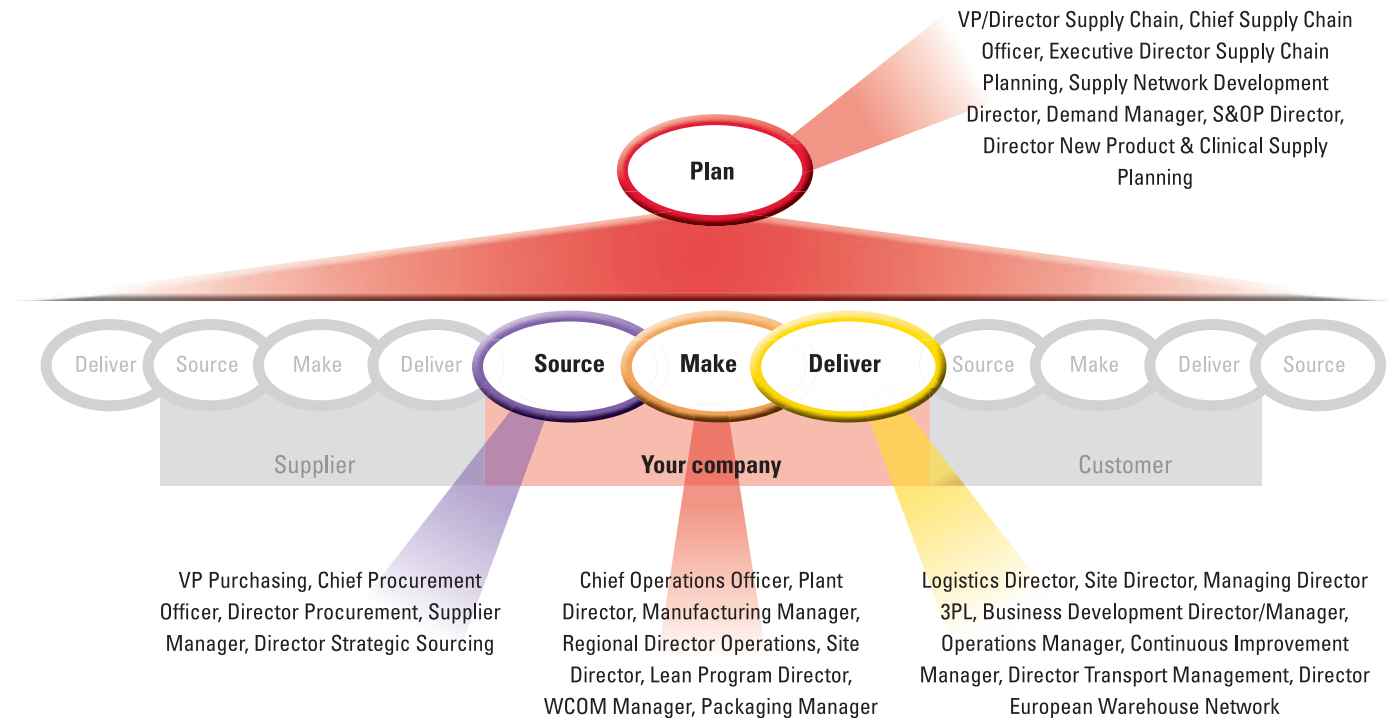 VP/Director Supply Chain, Chief Supply Chain
Officer, Executive Director Supply Chain
Planning, Supply Network Development
Director, Demand Manager, S&OP Director,
Director New Product & Clinical Supply
Planning
Plan
Deliver
Source
Make
Deliver
Source
Make
Deliver
Source
Make
Deliver
Source
Supplier
Your company
Customer
VP Purchasing, Chief Procurement
Officer, Director Procurement, Supplier
Manager, Director Strategic Sourcing
Chief Operations Officer, Plant
Director, Manufacturing Manager,
Regional Director Operations, Site
Director, Lean Program Director,
WCOM Manager, Packaging Manager
Logistics Director, Site Director, Managing Director
3PL, Business Development Director/Manager,
Operations Manager, Continuous Improvement
Manager, Director Transport Management, Director
European Warehouse Network